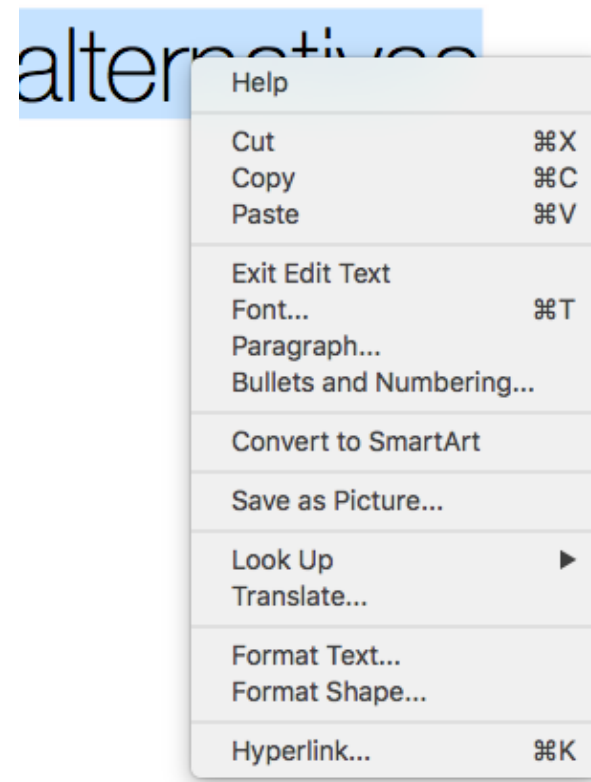 alternatives
Help
Cut ⌘X
Copy ⌘C
Paste ⌘V
Exit Edit Text
Font... ⌘T
Paragraph...
Bullets and Numbering...
Convert to SmartArt
Save as Picture...
Look Up ▶
Translate...
Format Text...
Format Shape...
Hyperlink... ⌘K